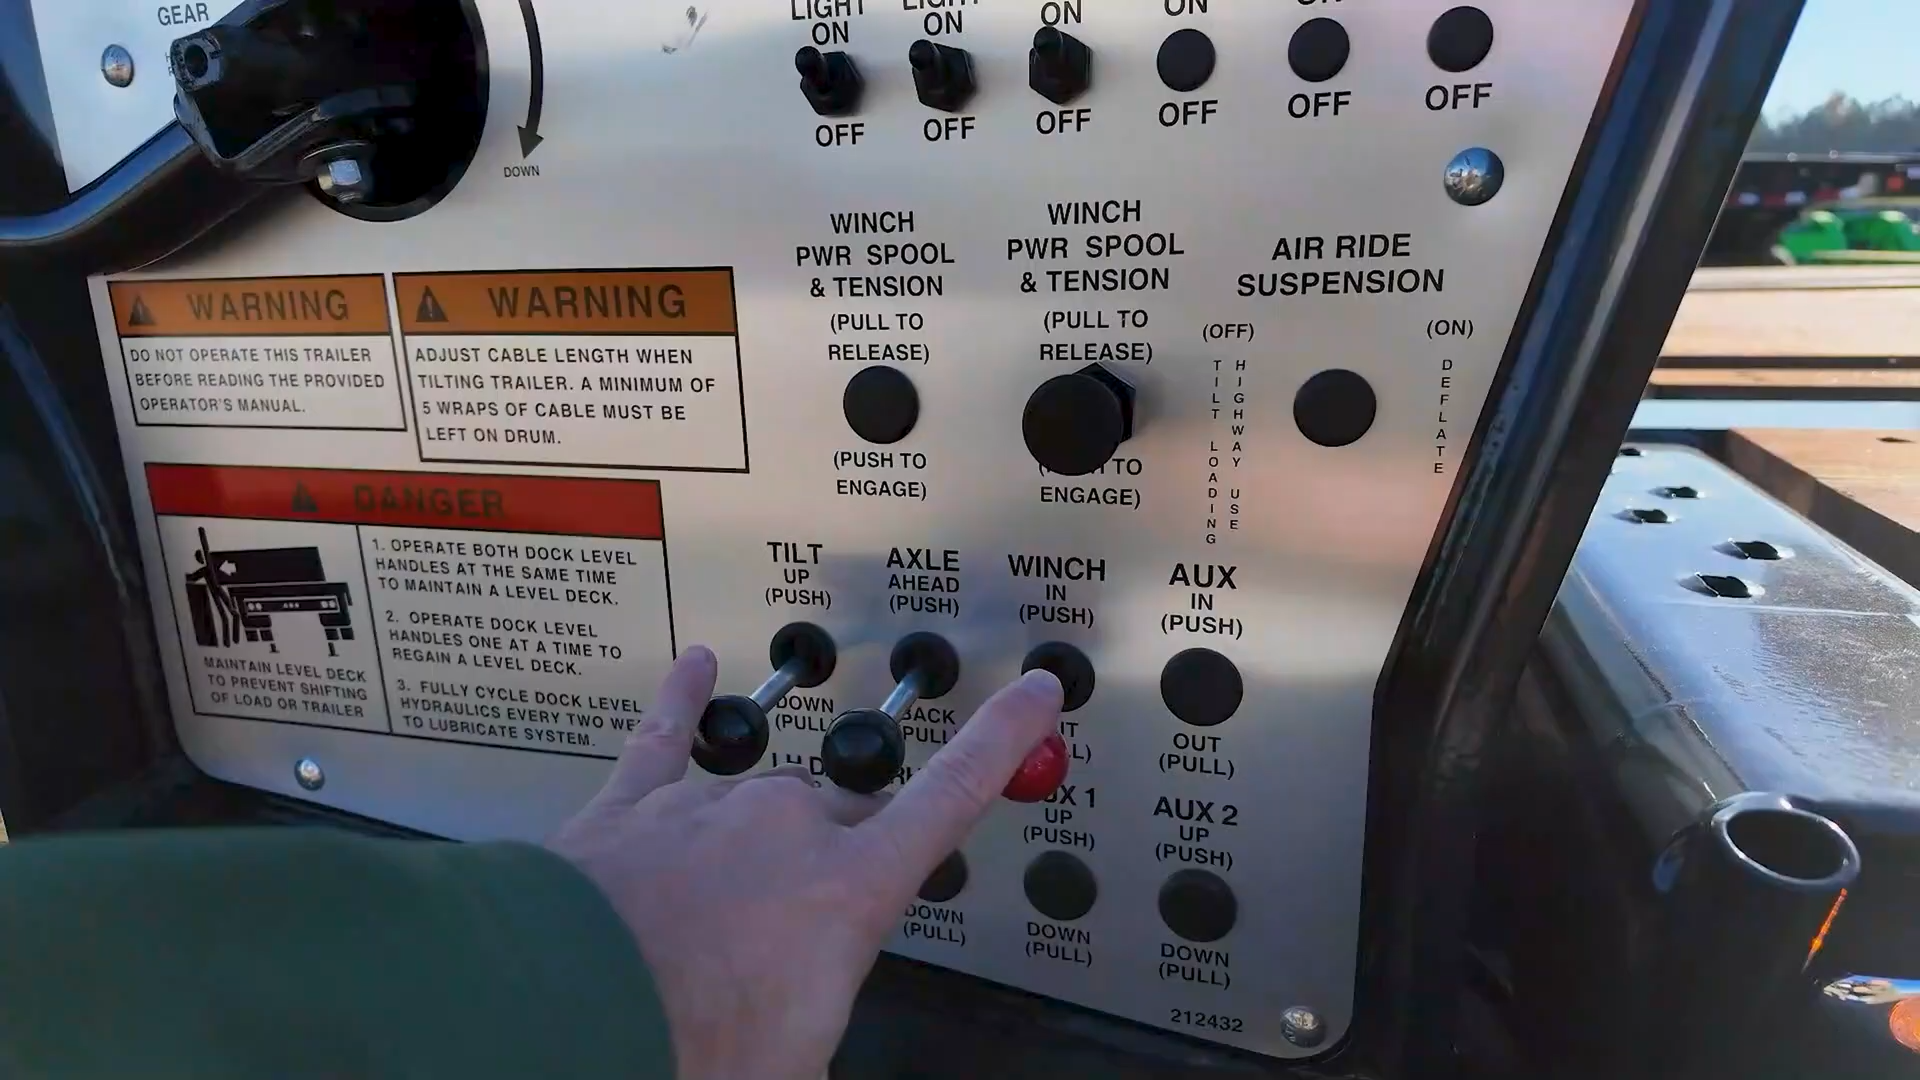 GEAR
LIGHT
ON
OFF
LIGHT
ON
OFF
ON
OFF
ON
OFF
ON
OFF
OFF
DOWN
WINCH
PWR SPOOL
& TENSION
(PULL TO
RELEASE)
(PUSH TO
ENGAGE)
WINCH
PWR SPOOL
& TENSION
(PULL TO
RELEASE)
TO
ENGAGE)
AIR RIDE
SUSPENSION
(OFF)
TILT LOADING
HIGHWAY USE
(ON)
DEFLATE
WARNING
DO NOT OPERATE THIS TRAILER
BEFORE READING THE PROVIDED
OPERATOR'S MANUAL.
WARNING
ADJUST CABLE LENGTH WHEN
TILTING TRAILER. A MINIMUM OF
5 WRAPS OF CABLE MUST BE
LEFT ON DRUM.
DANGER
MAINTAIN LEVEL DECK
TO PREVENT SHIFTING
OF LOAD OR TRAILER
1. OPERATE BOTH DOCK LEVEL
HANDLES AT THE SAME TIME
TO MAINTAIN A LEVEL DECK.
2. OPERATE DOCK LEVEL
HANDLES ONE AT A TIME TO
REGAIN A LEVEL DECK.
3. FULLY CYCLE DOCK LEVEL
HYDRAULICS EVERY TWO
TO LUBRICATE SYSTEM.
TILT
UP
(PUSH)
DOWN
(PULL
AXLE
AHEAD
(PUSH)
BACK
(PULL)
WINCH
IN
(PUSH)
AUX
IN
(PUSH)
OUT
(PULL)
LH
DOWN
(PULL)
AUX 1
UP
(PUSH)
DOWN
(PULL)
AUX 2
UP
(PUSH)
DOWN
(PULL)
212432